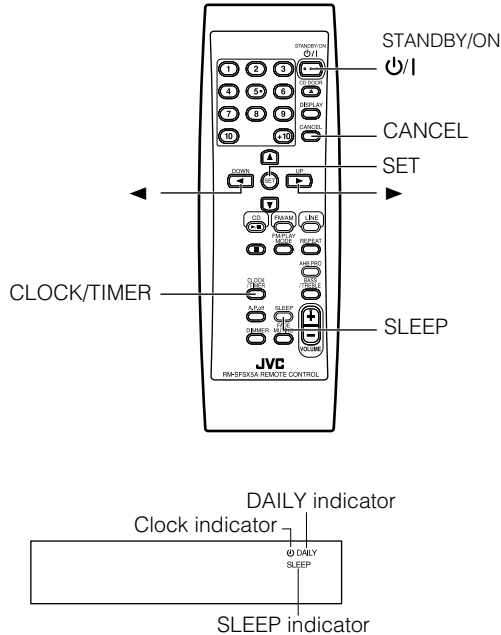 STANDBY/ON
⏻/I
STANDBY/ON
⏻/I
1 2 3
CD DOOR
4 5 6
DISPLAY
7 8 9
CANCEL
CANCEL
10 +10
SET
DOWN UP
◄ SET ►
◄ ►
CD FM/AM LINE
FM/PLAY
MODE REPEAT
AHB PRO
CLOCK
/TIMER BASS
/TREBLE
CLOCK/TIMER
A.P.off SLEEP
SLEEP
DIMMER FADE
MUTING
VOLUME
JVC
RM-SFSX5A REMOTE CONTROL
DAILY indicator
Clock indicator
DAILY
SLEEP
SLEEP indicator